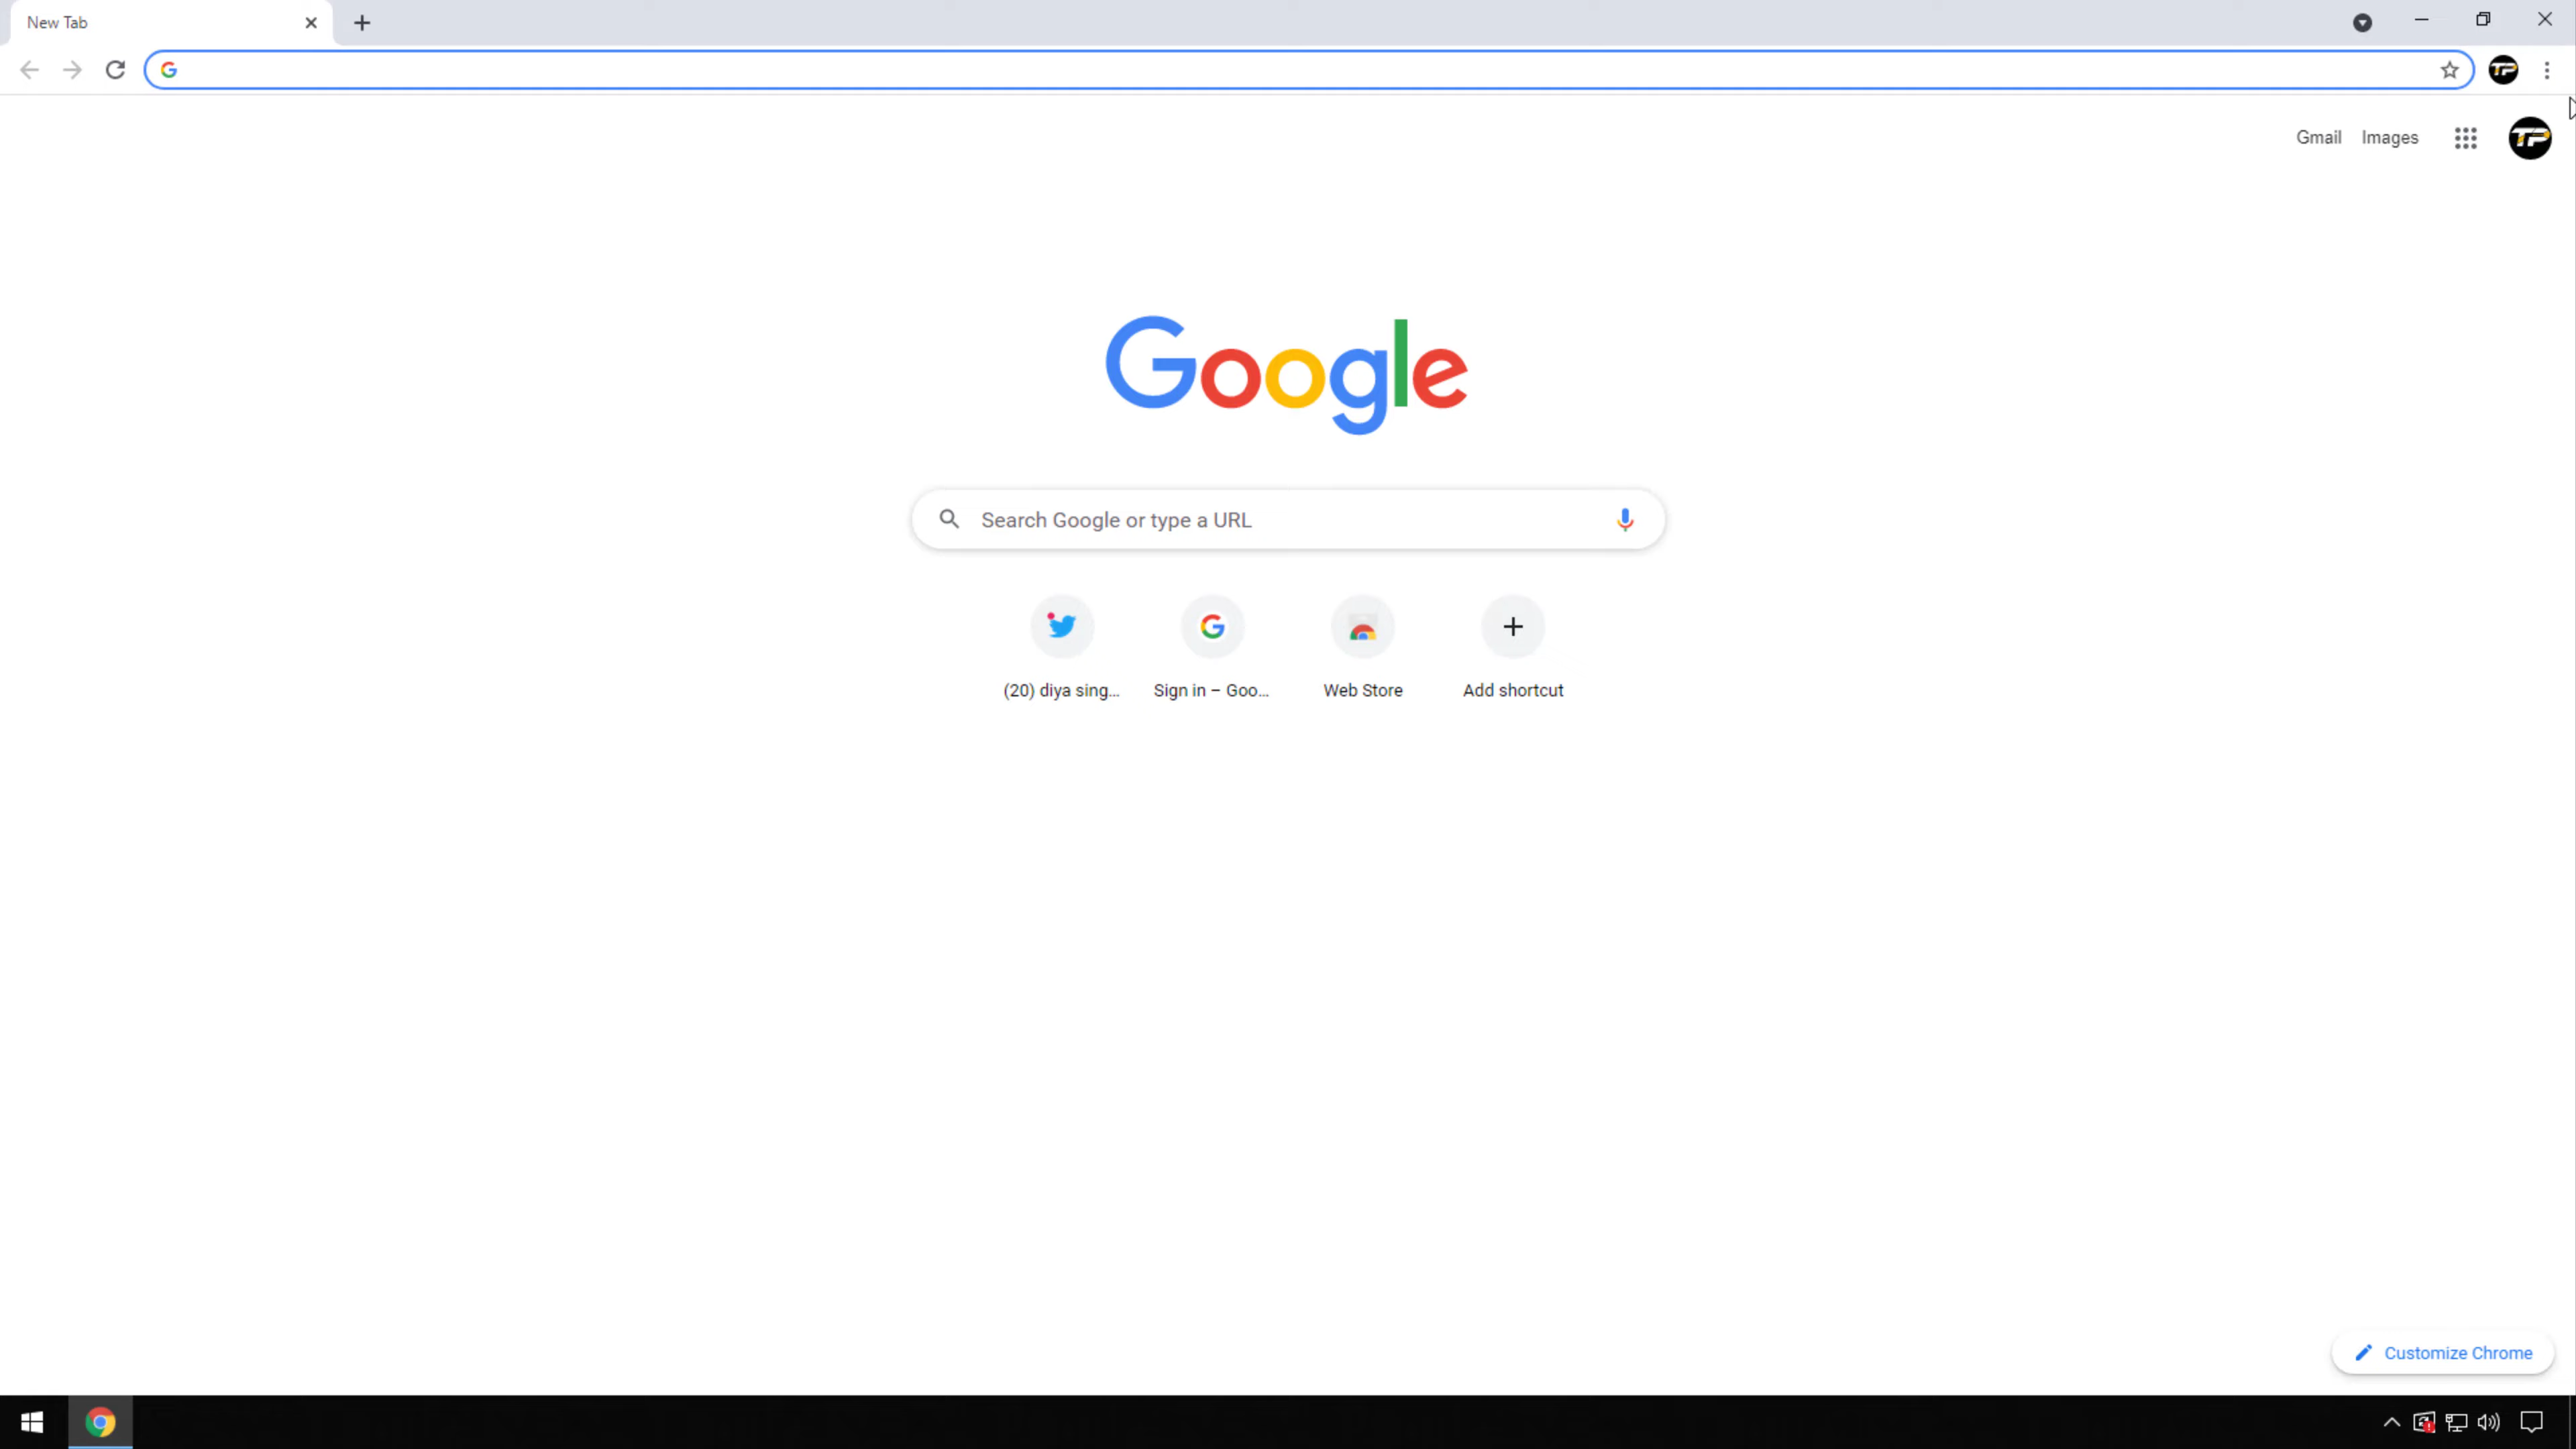 New Tab
Gmail Images
TP
Google
Search Google or type a URL
(20) diya sing... Sign in – Goo... Web Store Add shortcut
Customize Chrome